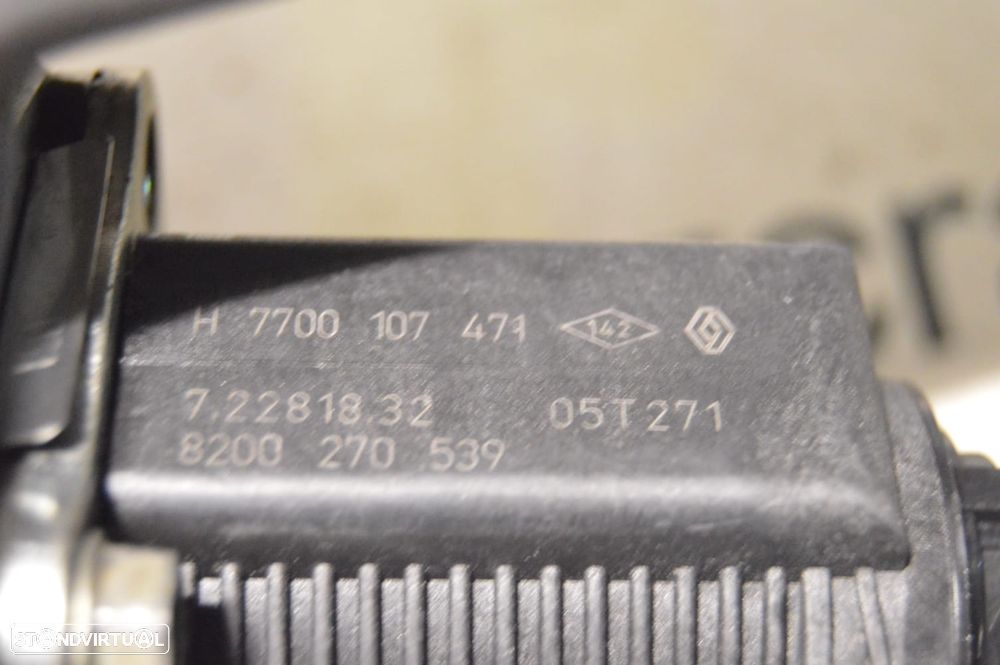 H 7700 107 471 142
7.22818.32 05T271
8200 270 539
STANDVIRTUAL